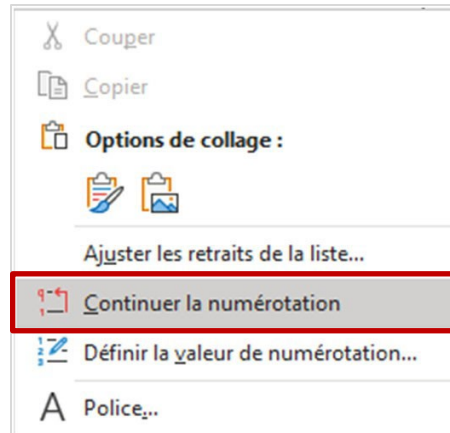 Couper
Copier
Options de collage :
Ajuster les retraits de la liste...
Continuer la numérotation
Définir la valeur de numérotation...
Police...